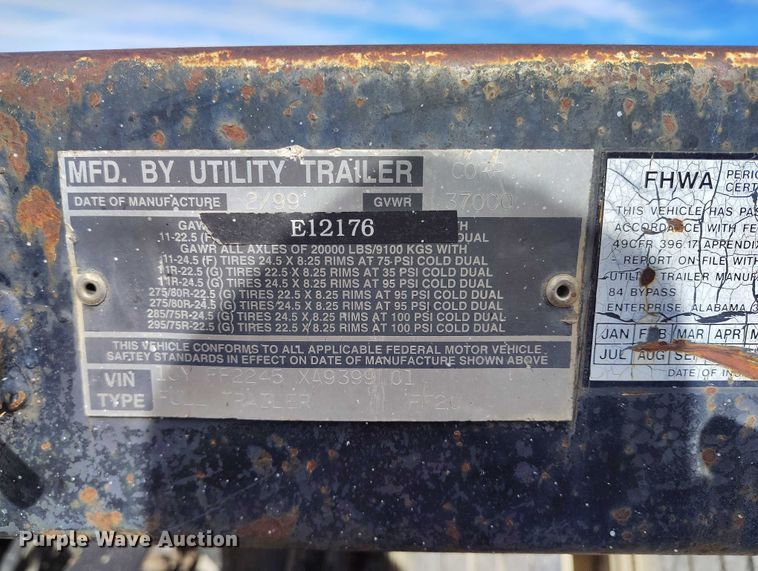 MFD. BY UTILITY TRAILER
DATE OF MANUFACTURE 2/99 GVWR 37000
E12176
GAWR ALL AXLES OF 20000 LBS/9100 KGS WITH
11-24.5 (F) TIRES 24.5 X 8.25 RIMS AT 75 PSI COLD DUAL
11R-22.5 (G) TIRES 22.5 X 8.25 RIMS AT 35 PSI COLD DUAL
11R-24.5 (G) TIRES 24.5 X 8.25 RIMS AT 95 PSI COLD DUAL
275/80R-22.5 (G) TIRES 22.5 X 8.25 RIMS AT 95 PSI COLD DUAL
275/80R-24.5 (G) TIRES 24.5 X 8.25 RIMS AT 95 PSI COLD DUAL
285/75R-24.5 (G) TIRES 24.5 X 8.25 RIMS AT 100 PSI COLD DUAL
295/75R-22.5 (G) TIRES 22.5 X 8.25 RIMS AT 100 PSI COLD DUAL
THIS VEHICLE CONFORMS TO ALL APPLICABLE FEDERAL MOTOR VEHICLE
SAFTEY STANDARDS IN EFFECT ON DATE OF MANUFACTURE SHOWN ABOVE
VIN
TYPE FULL TRAILER
FHWA
PERIO
CERT
THIS VEHICLE HAS PAS
ACCORDANCE WITH FE
49CFR 396.17 APPENDIX
REPORT ON FILE WITH
UTILITY TRAILER MANUF
84 BYPASS
ENTERPRISE, ALABAMA
JAN FEB MAR APR M
JUL AUG
DATE OF INS
Purple Wave Auction